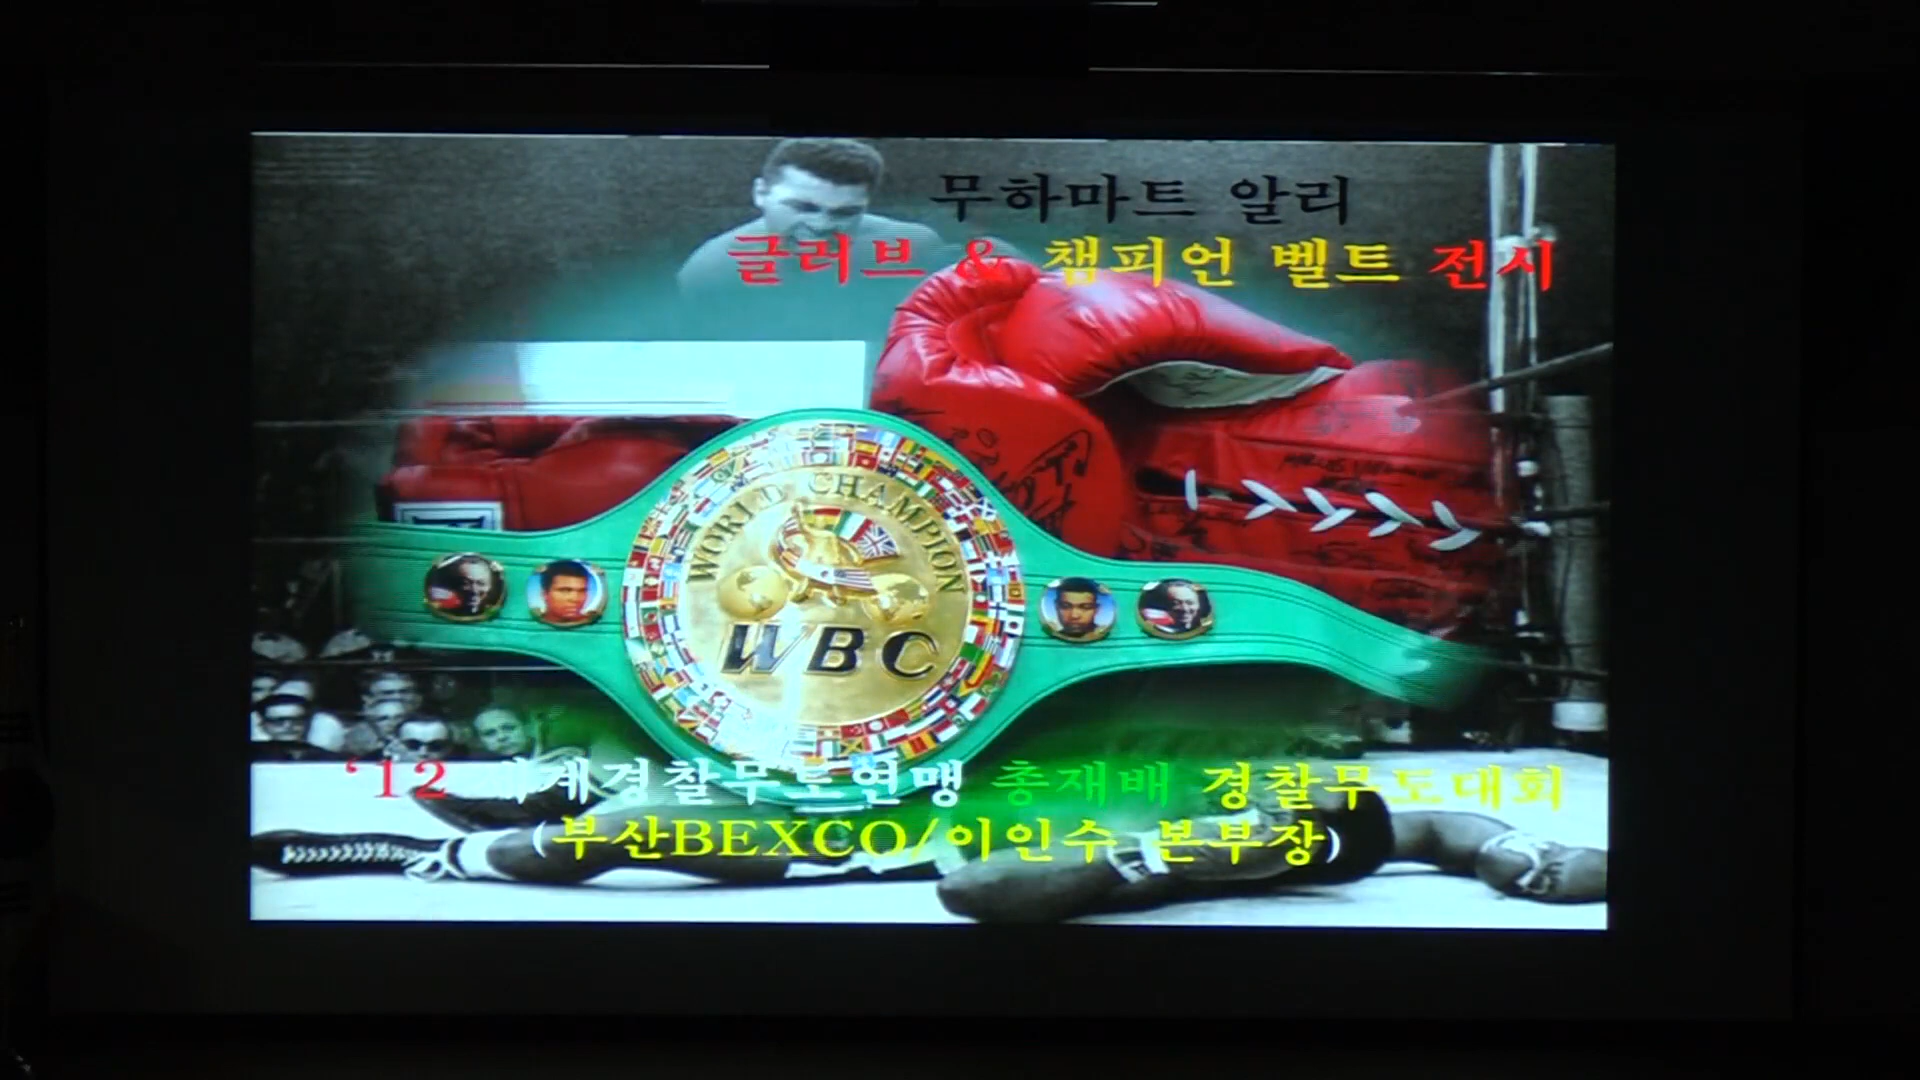 무하마트 알리
글러브 & 챔피언 벨트 전시
WORLD CHAMPION
WBC
‘12 세계경찰무도연맹 총재배 경찰무도대회
(부산BEXCO/이인수 본부장)